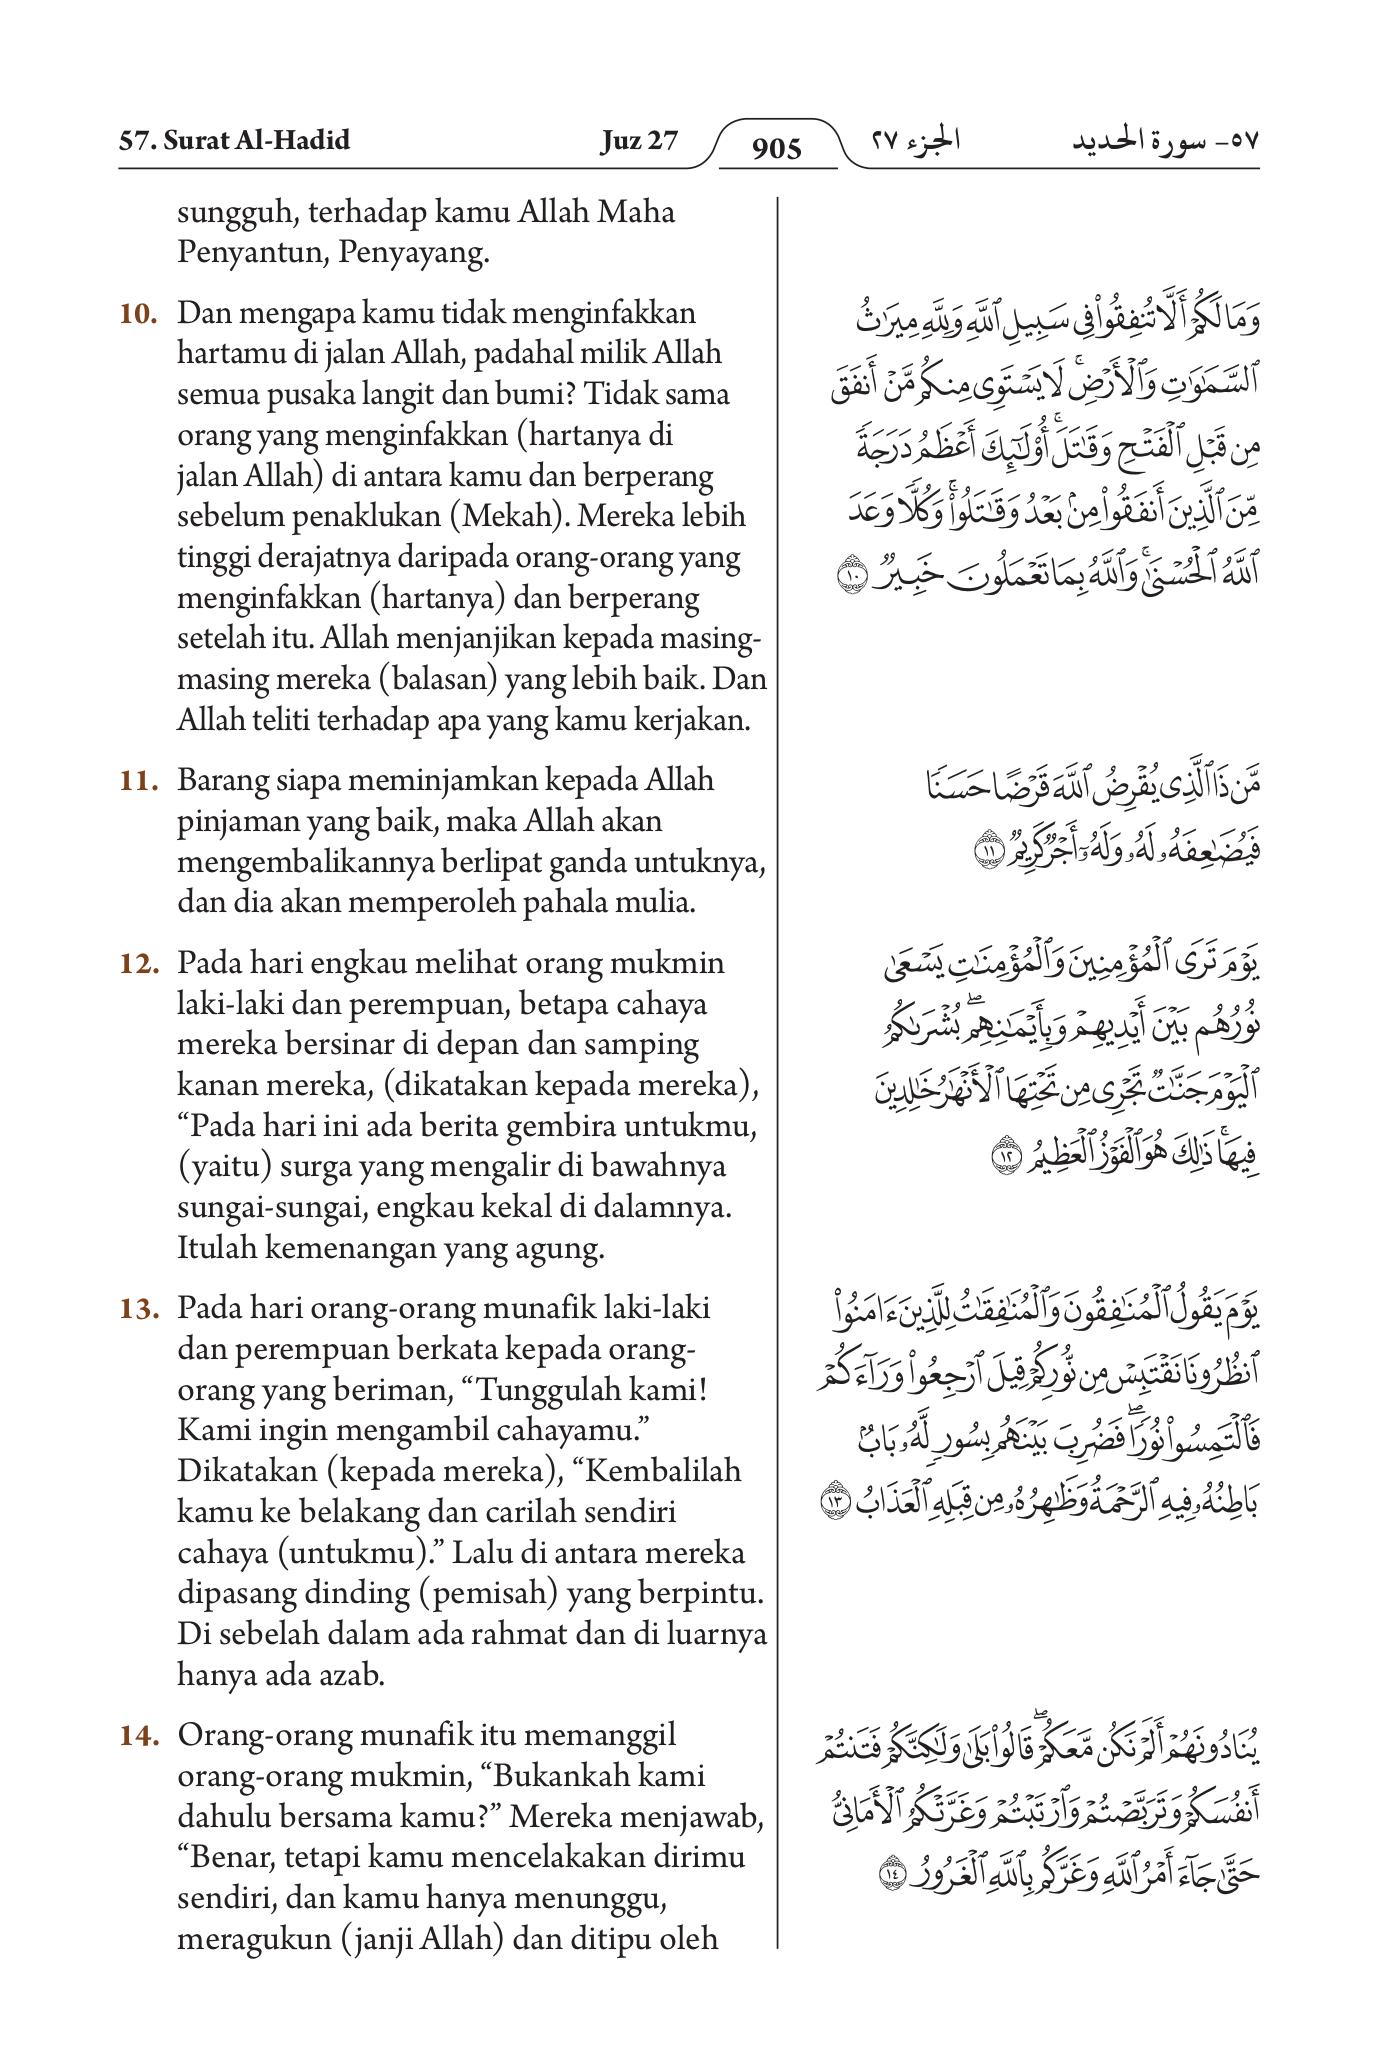 57. Surat Al-Hadid
Juz 27
905
الجزء ٢٧
٥٧- سورة الحديد
sungguh, terhadap kamu Allah Maha
Penyantun, Penyayang.
10. Dan mengapa kamu tidak menginfakkan
hartamu di jalan Allah, padahal milik Allah
semua pusaka langit dan bumi? Tidak sama
orang yang menginfakkan (hartanya di
jalan Allah) di antara kamu dan berperang
sebelum penaklukan (Mekah). Mereka lebih
tinggi derajatnya daripada orang-orang yang
menginfakkan (hartanya) dan berperang
setelah itu. Allah menjanjikan kepada masing-
masing mereka (balasan) yang lebih baik. Dan
Allah teliti terhadap apa yang kamu kerjakan.
وَمَا لَكُمْ أَلَّا تُنفِقُوا۟ فِى سَبِيلِ ٱللَّهِ وَلِلَّهِ مِيرَٰثُ
ٱلسَّمَٰوَٰتِ وَٱلْأَرْضِ ۚ لَا يَسْتَوِى مِنكُم مَّنْ أَنفَقَ
مِن قَبْلِ ٱلْفَتْحِ وَقَٰتَلَ ۚ أُو۟لَٰٓئِكَ أَعْظَمُ دَرَجَةً
مِّنَ ٱلَّذِينَ أَنفَقُوا۟ مِنۢ بَعْدُ وَقَٰتَلُوا۟ ۚ وَكُلًّا وَعَدَ
ٱللَّهُ ٱلْحُسْنَىٰ ۚ وَٱللَّهُ بِمَا تَعْمَلُونَ خَبِيرٌ ١٠
11. Barang siapa meminjamkan kepada Allah
pinjaman yang baik, maka Allah akan
mengembalikannya berlipat ganda untuknya,
dan dia akan memperoleh pahala mulia.
مَّن ذَا ٱلَّذِى يُقْرِضُ ٱللَّهَ قَرْضًا حَسَنًا
فَيُضَٰعِفَهُۥ لَهُۥ وَلَهُۥٓ أَجْرٌ كَرِيمٌ ١١
12. Pada hari engkau melihat orang mukmin
laki-laki dan perempuan, betapa cahaya
mereka bersinar di depan dan samping
kanan mereka, (dikatakan kepada mereka),
“Pada hari ini ada berita gembira untukmu,
(yaitu) surga yang mengalir di bawahnya
sungai-sungai, engkau kekal di dalamnya.
Itulah kemenangan yang agung.
يَوْمَ تَرَى ٱلْمُؤْمِنِينَ وَٱلْمُؤْمِنَٰتِ يَسْعَىٰ
نُورُهُم بَيْنَ أَيْدِيهِمْ وَبِأَيْمَٰنِهِم ۖ بُشْرَىٰكُمُ
ٱلْيَوْمَ جَنَّٰتٌ تَجْرِى مِن تَحْتِهَا ٱلْأَنْهَٰرُ خَٰلِدِينَ
فِيهَا ۚ ذَٰلِكَ هُوَ ٱلْفَوْزُ ٱلْعَظِيمُ ١٢
13. Pada hari orang-orang munafik laki-laki
dan perempuan berkata kepada orang-
orang yang beriman, “Tunggulah kami!
Kami ingin mengambil cahayamu.”
Dikatakan (kepada mereka), “Kembalilah
kamu ke belakang dan carilah sendiri
cahaya (untukmu).” Lalu di antara mereka
dipasang dinding (pemisah) yang berpintu.
Di sebelah dalam ada rahmat dan di luarnya
hanya ada azab.
يَوْمَ يَقُولُ ٱلْمُنَٰفِقُونَ وَٱلْمُنَٰفِقَٰتُ لِلَّذِينَ ءَامَنُوا۟
ٱنظُرُونَا نَقْتَبِسْ مِن نُّورِكُمْ قِيلَ ٱرْجِعُوا۟ وَرَآءَكُمْ
فَٱلْتَمِسُوا۟ نُورًا ۖ فَضُرِبَ بَيْنَهُم بِسُورٍ لَّهُۥ بَابٌۢ
بَاطِنُهُۥ فِيهِ ٱلرَّحْمَةُ وَظَٰهِرُهُۥ مِن قِبَلِهِ ٱلْعَذَابُ ١٣
14. Orang-orang munafik itu memanggil
orang-orang mukmin, “Bukankah kami
dahulu bersama kamu?” Mereka menjawab,
“Benar, tetapi kamu mencelakakan dirimu
sendiri, dan kamu hanya menunggu,
meragukun (janji Allah) dan ditipu oleh
يُنَادُونَهُمْ أَلَمْ نَكُن مَّعَكُمْ ۖ قَالُوا۟ بَلَىٰ وَلَٰكِنَّكُمْ فَتَنتُمْ
أَنفُسَكُمْ وَتَرَبَّصْتُمْ وَٱرْتَبْتُمْ وَغَرَّتْكُمُ ٱلْأَمَانِىُّ
حَتَّىٰ جَآءَ أَمْرُ ٱللَّهِ وَغَرَّكُم بِٱللَّهِ ٱلْغَرُورُ ١٤